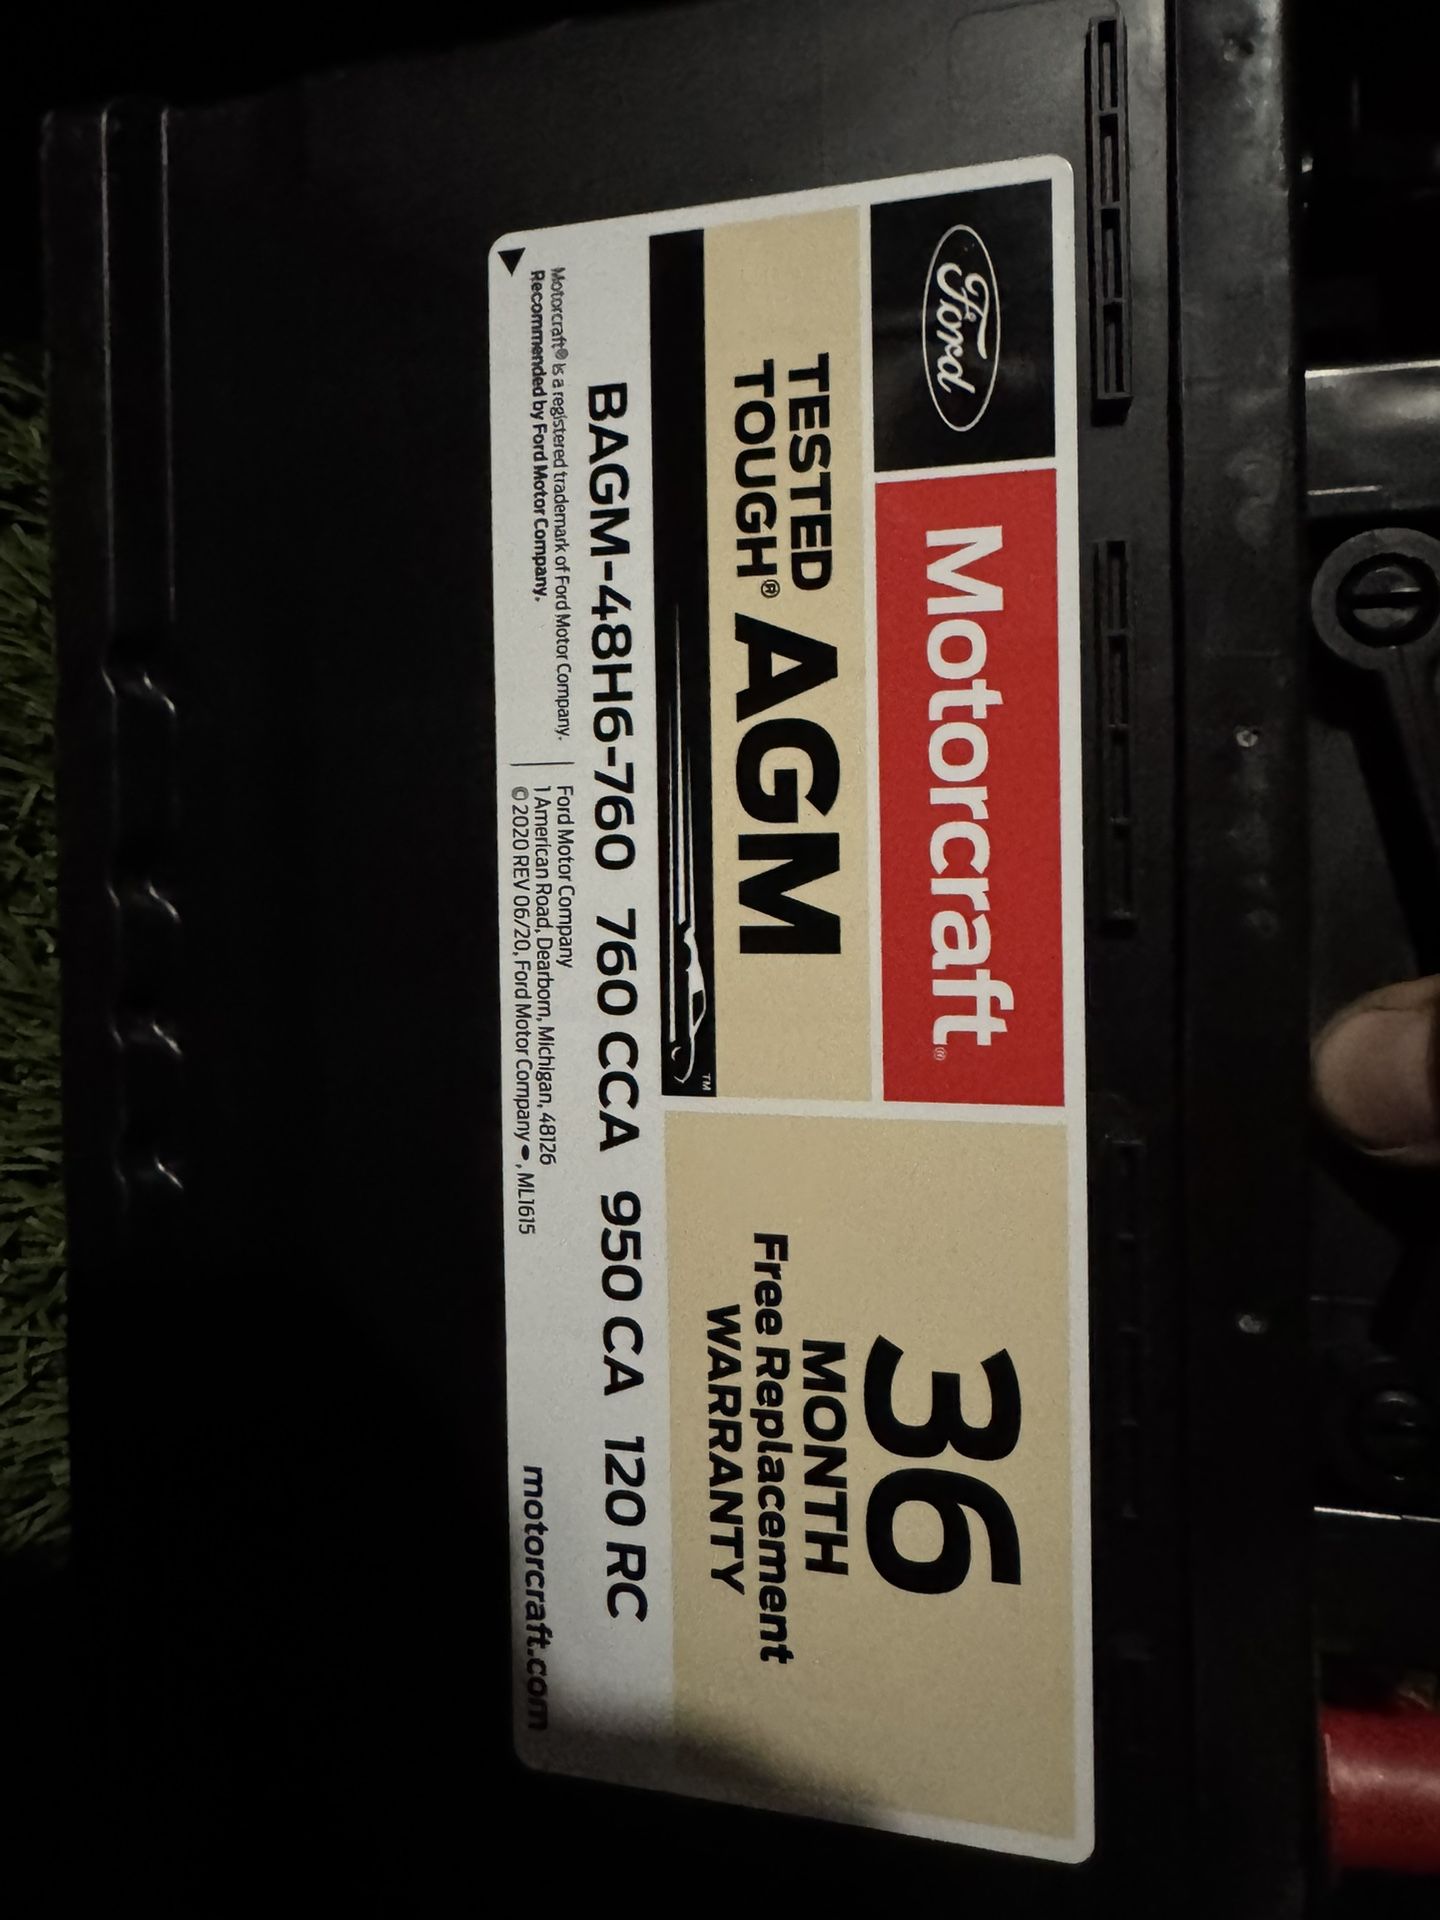 Ford
Motorcraft®
TESTED
TOUGH® AGM
TM
36
MONTH
Free Replacement
WARRANTY
BAGM-48H6-760 760 CCA 950 CA 120 RC
Motorcraft® is a registered trademark of Ford Motor Company.
Recommended by Ford Motor Company.
Ford Motor Company
1 American Road, Dearborn, Michigan, 48126
© 2020 REV 06/20, Ford Motor Company, ML1615
motorcraft.com